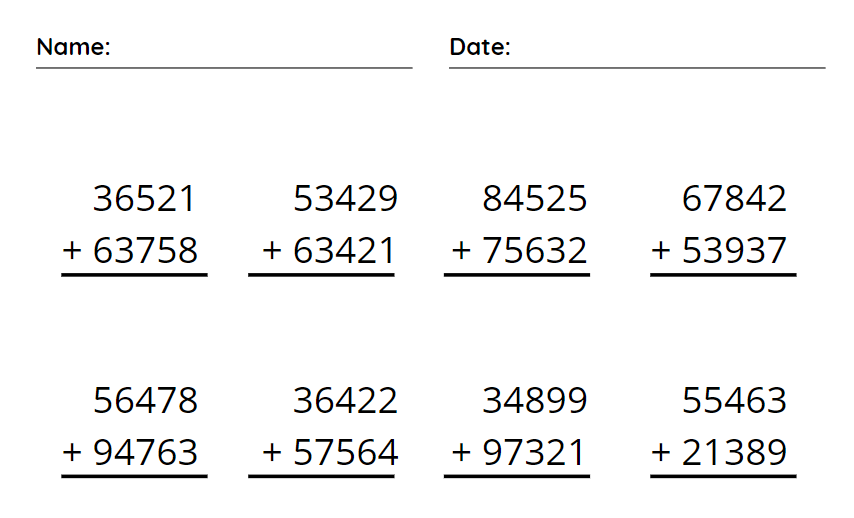 Name: Date:
36521 53429 84525 67842
+ 63758 + 63421 + 75632 + 53937
56478 36422 34899 55463
+ 94763 + 57564 + 97321 + 21389